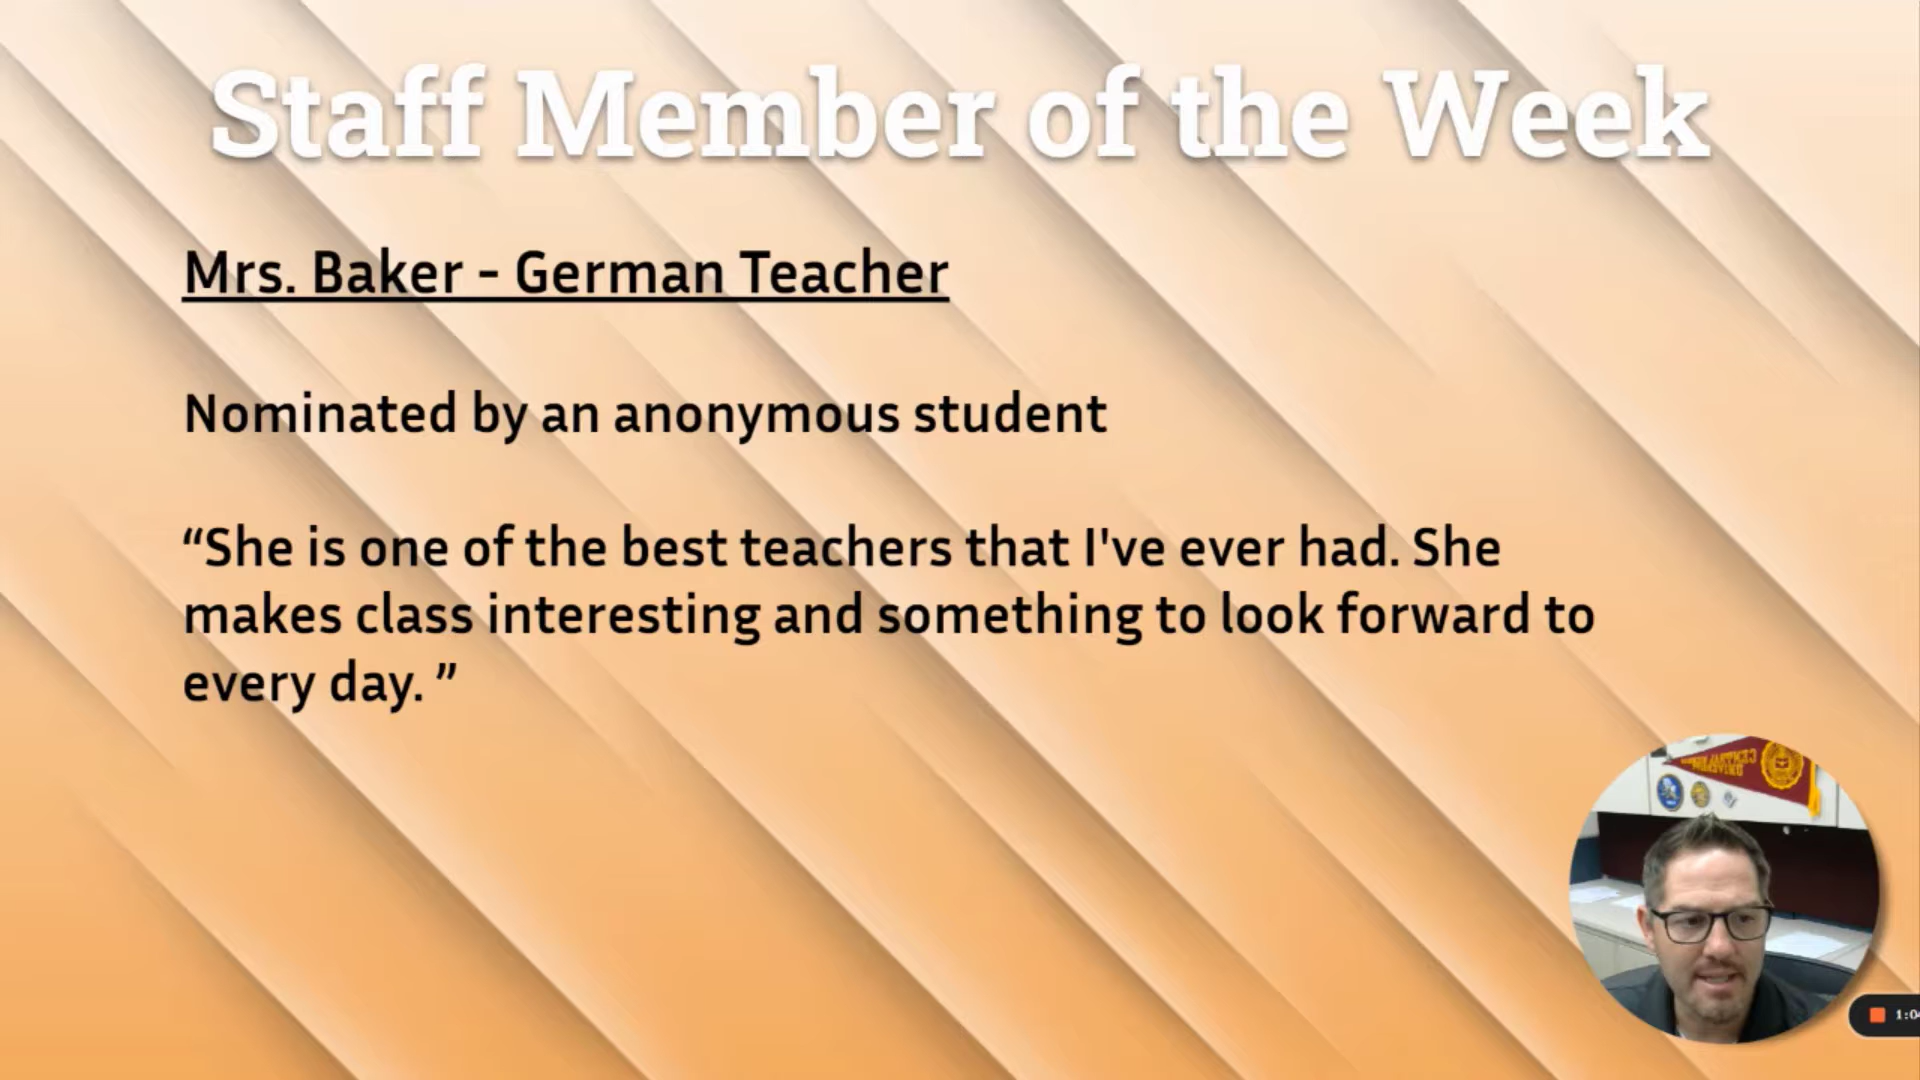 Staff Member of the Week
Mrs. Baker - German Teacher
Nominated by an anonymous student
“She is one of the best teachers that I've ever had. She
makes class interesting and something to look forward to
every day. ”